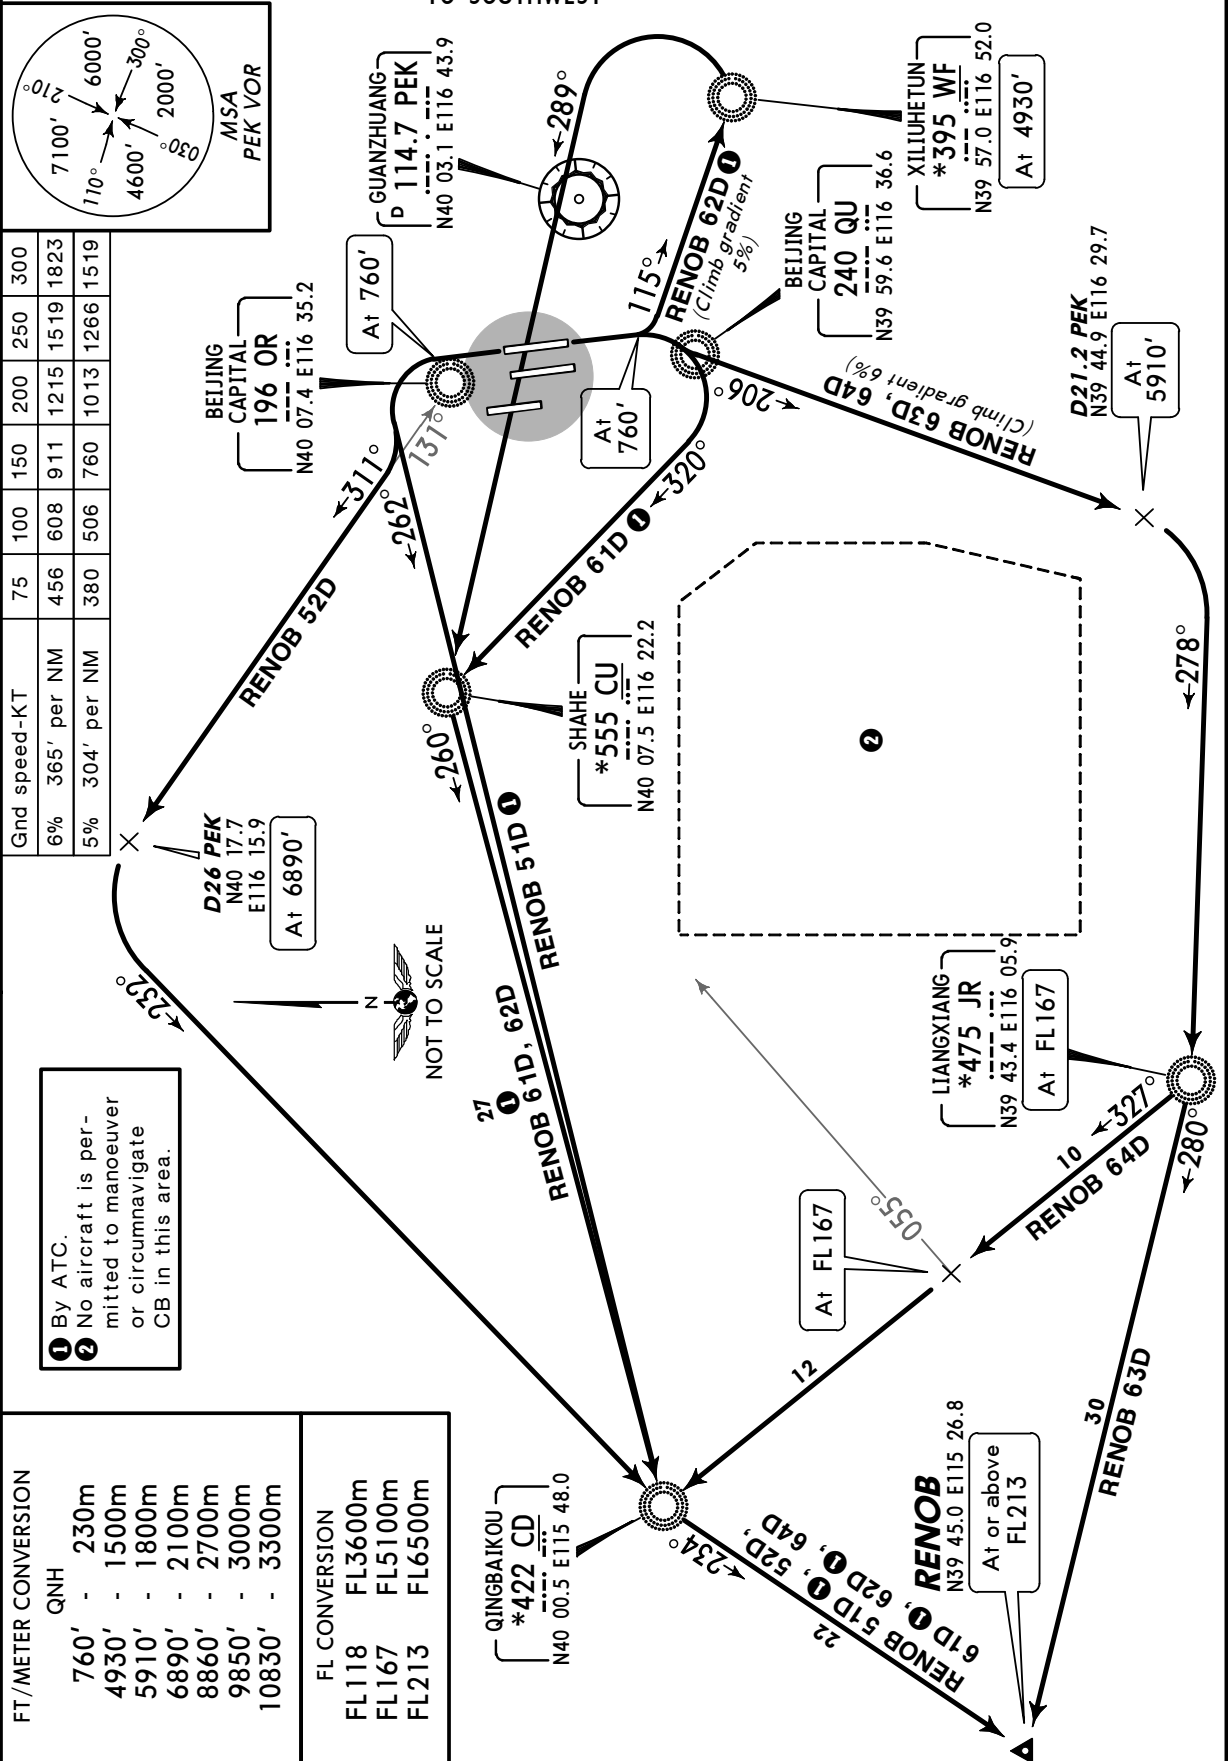 TO SOUTHWEST
FT/METER CONVERSION
QNH
760' - 230m
4930' - 1500m
5910' - 1800m
6890' - 2100m
8860' - 2700m
9850' - 3000m
10830' - 3300m
FL CONVERSION
FL118 FL3600m
FL167 FL5100m
FL213 FL6500m
❶ By ATC.
❷ No aircraft is per-
mitted to manoeuver
or circumnavigate
CB in this area.
Gnd speed-KT 75 100 150 200 250 300
6% 365' per NM 456 608 911 1215 1519 1823
5% 304' per NM 380 506 760 1013 1266 1519
210°
6000'
300°
7100'
2000'
110°
4600'
030°
MSA
PEK VOR
D26 PEK
N40 17.7
E116 15.9
At 6890'
232°
RENOB 52D
311°
BEIJING
CAPITAL
196 OR
N40 07.4 E116 35.2
At 760'
131°
262°
GUANZHUANG
D 114.7 PEK
N40 03.1 E116 43.9
289°
NOT TO SCALE
N
260°
RENOB 51D ❶
27
❶
RENOB 61D, 62D
SHAHE
*555 CU
N40 07.5 E116 22.2
RENOB 61D ❶
320°
At
760'
115°
RENOB 62D ❶
(Climb gradient
5%)
BEIJING
CAPITAL
240 QU
N39 59.6 E116 36.6
XILIUHETUN
*395 WF
N39 57.0 E116 52.0
At 4930'
206°
RENOB 63D, 64D
(Climb gradient 6%)
D21.2 PEK
N39 44.9 E116 29.7
At
5910'
278°
❷
LIANGXIANG
*475 JR
N39 43.4 E116 05.9
At FL167
327°
10
RENOB 64D
280°
055°
At FL167
12
30
RENOB 63D
QINGBAIKOU
*422 CD
N40 00.5 E115 48.0
234°
22
RENOB 51D ❶, 52D,
61D ❶, 62D ❶, 64D
RENOB
N39 45.0 E115 26.8
At or above
FL213